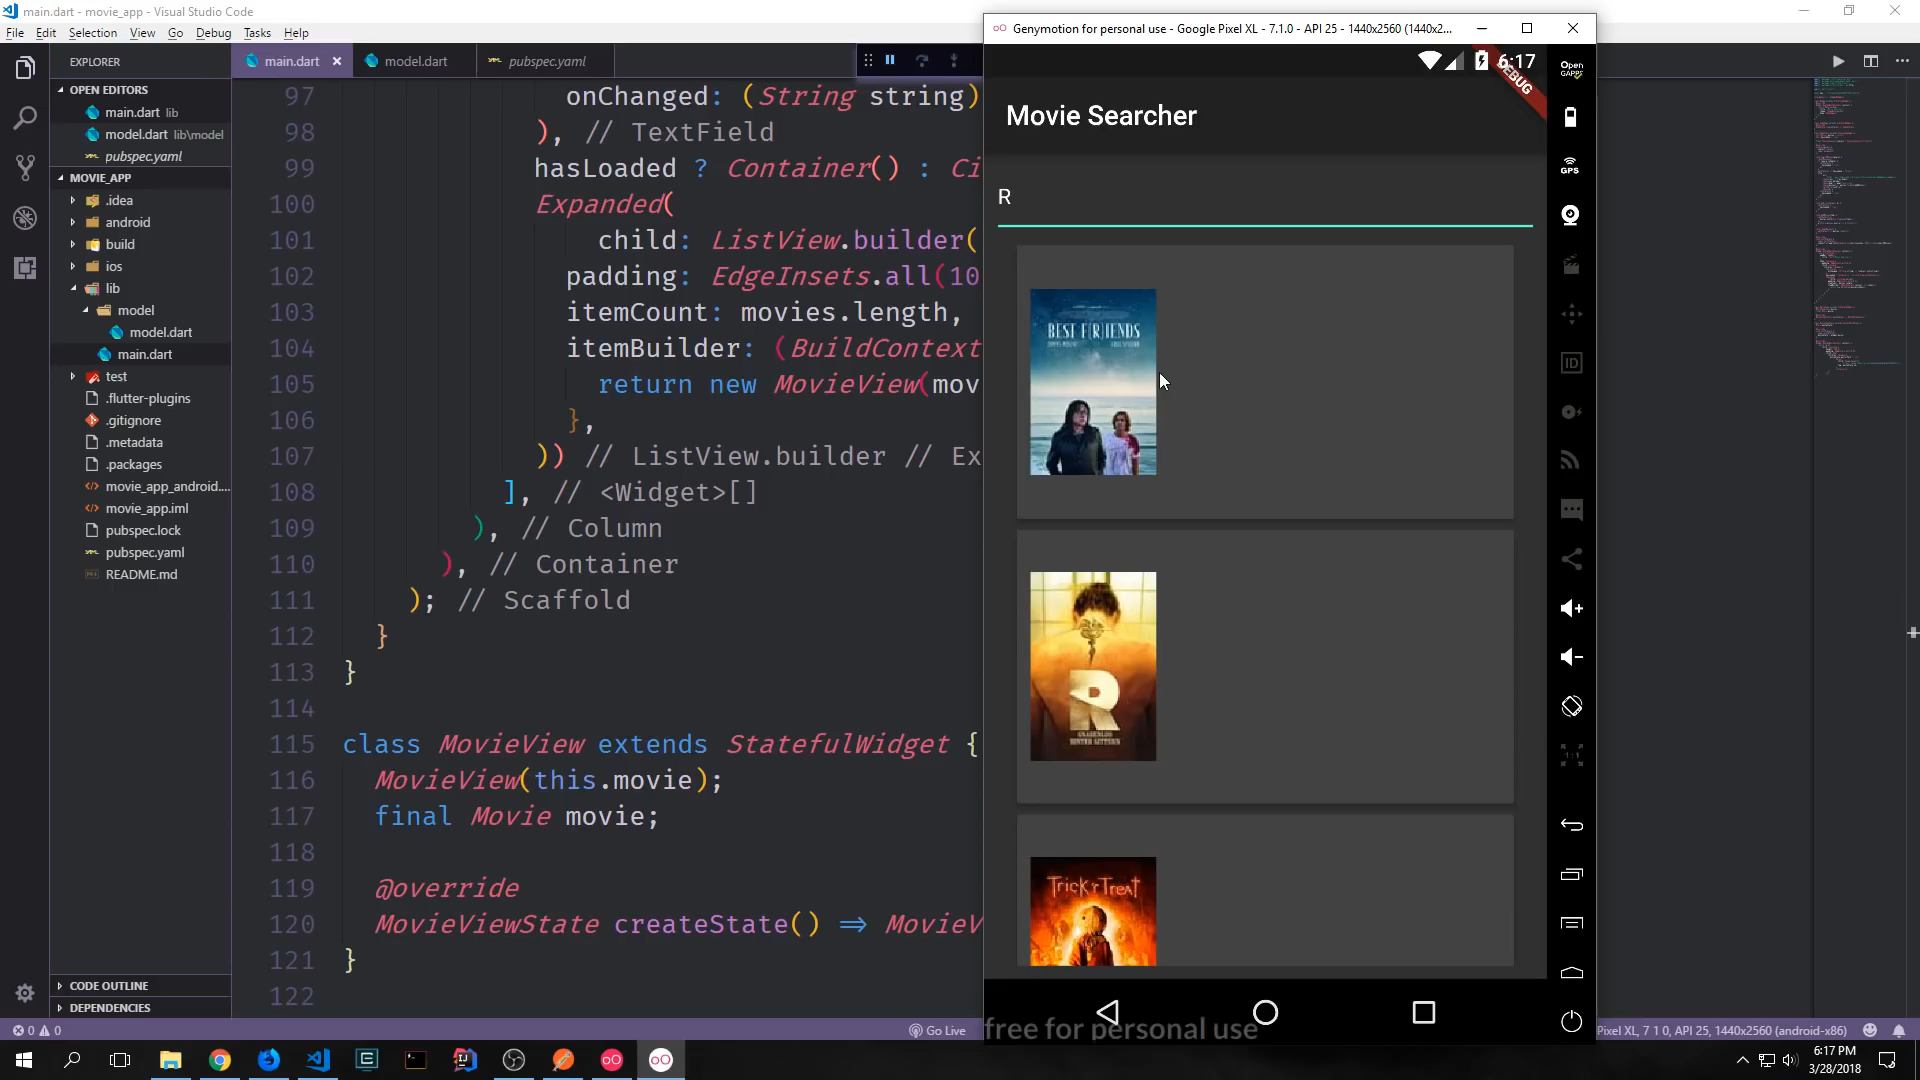 main.dart - movie_app - Visual Studio Code
File Edit Selection View Go Debug Tasks Help
EXPLORER
OPEN EDITORS
main.dart lib
model.dart lib\model
pubspec.yaml
MOVIE_APP
.idea
android
build
ios
lib
model
model.dart
main.dart
test
.flutter-plugins
.gitignore
.metadata
.packages
movie_app_android....
movie_app.iml
pubspec.lock
pubspec.yaml
README.md
CODE OUTLINE
DEPENDENCIES
main.dart
model.dart
pubspec.yaml
97 onChanged: (String string)
98 ), // TextField
99 hasLoaded ? Container() : Ci
100 Expanded(
101 child: ListView.builder(
102 padding: EdgeInsets.all(10
103 itemCount: movies.length,
104 itemBuilder: (BuildContext
105 return new MovieView(mov
106 },
107 )) // ListView.builder // Ex
108 ], // <Widget>[]
109 ), // Column
110 ), // Container
111 ); // Scaffold
112 }
113 }
114
115 class MovieView extends StatefulWidget {
116 MovieView(this.movie);
117 final Movie movie;
118
119 @override
120 MovieViewState createState() => MovieV
121 }
122
Genymotion for personal use - Google Pixel XL - 7.1.0 - API 25 - 1440x2560 (1440x2...
6:17
DEBUG
Movie Searcher
R
BEST F(R)IENDS
R
Trick'r Treat
free for personal use
Open
GAPPS
GPS
ID
1:1
0 0
Go Live
Pixel XL, 7 1 0, API 25, 1440x2560 (android-x86)
6:17 PM
3/28/2018